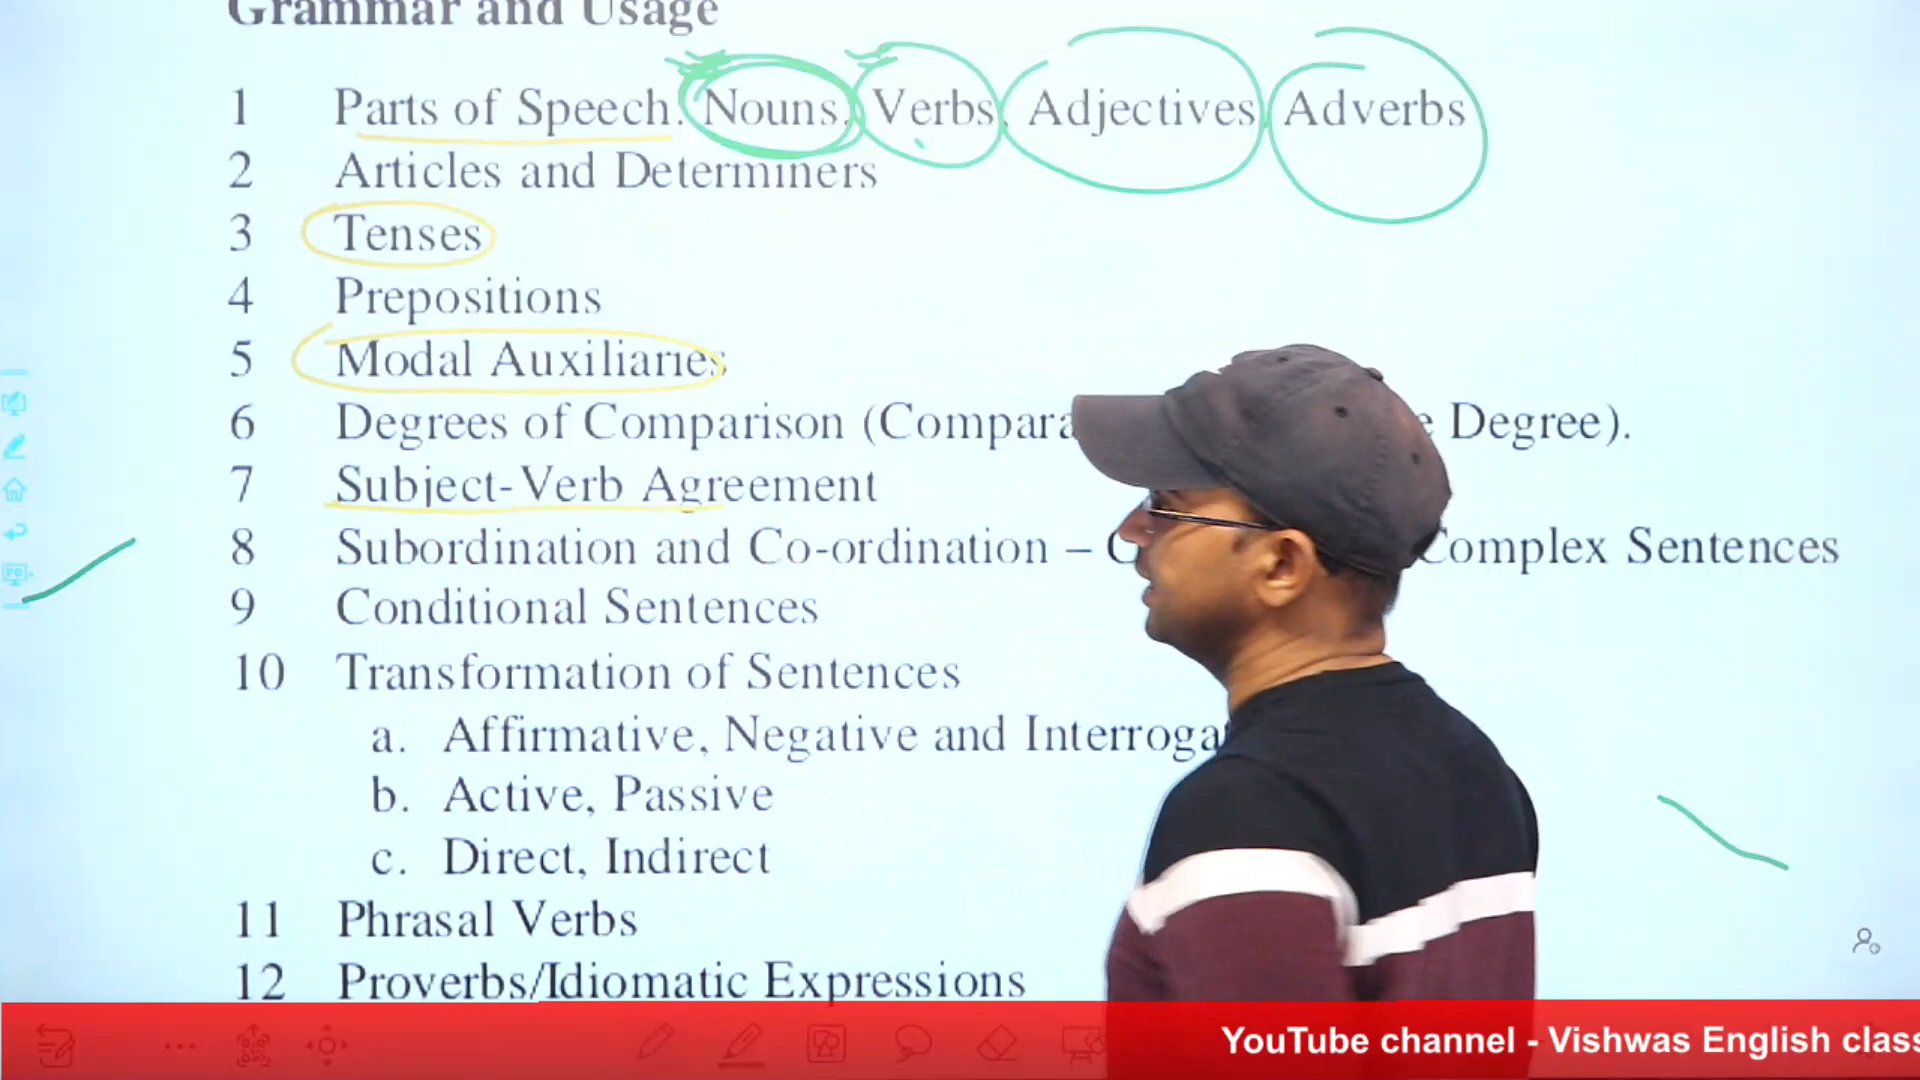 Grammar and Usage
1 Parts of Speech. Nouns, Verbs, Adjectives, Adverbs
2 Articles and Determiners
3 Tenses
4 Prepositions
5 Modal Auxiliaries
6 Degrees of Comparison ( Degree).
7 Subject-Verb Agreement
8 Subordination and Co-ordination – Complex Sentences
9 Conditional Sentences
10 Transformation of Sentences
a. Affirmative, Negative and
b. Active, Passive
c. Direct, Indirect
11 Phrasal Verbs
12 Proverbs/Idiomatic Expressions
YouTube channel - Vishwas English